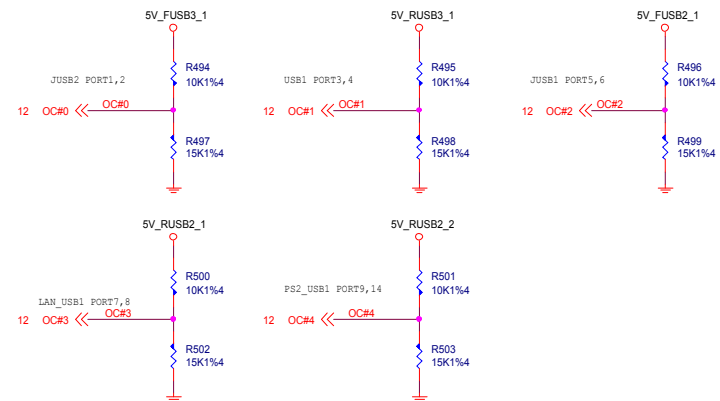 5V_FUSB3_1
R494
10K1%4
JUSB2 PORT1,2
12 OC#0 OC#0
R497
15K1%4
5V_RUSB3_1
R495
10K1%4
USB1 PORT3,4
12 OC#1 OC#1
R498
15K1%4
5V_FUSB2_1
R496
10K1%4
JUSB1 PORT5,6
12 OC#2 OC#2
R499
15K1%4
5V_RUSB2_1
R500
10K1%4
LAN_USB1 PORT7,8
12 OC#3 OC#3
R502
15K1%4
5V_RUSB2_2
R501
10K1%4
PS2_USB1 PORT9,14
12 OC#4 OC#4
R503
15K1%4